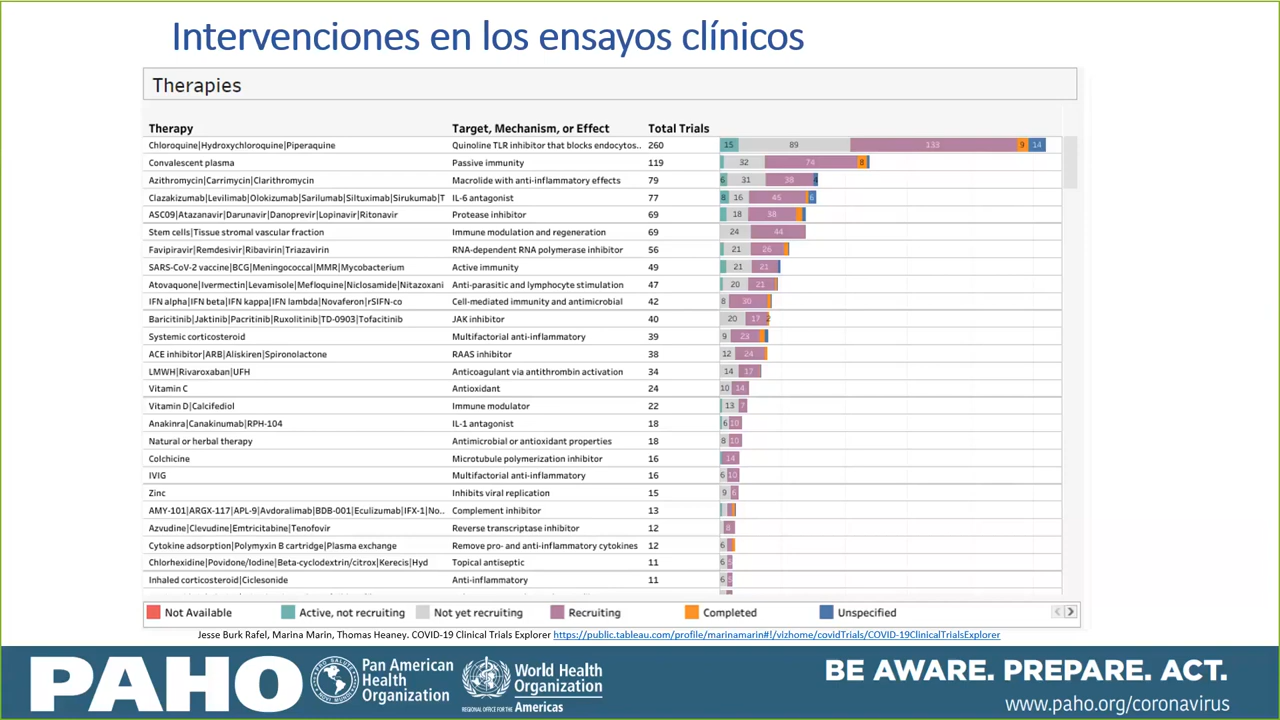 Intervenciones en los ensayos clínicos
Therapies
Therapy Target, Mechanism, or Effect Total Trials
Chloroquine|Hydroxychloroquine|Piperaquine Quinoline TLR inhibitor that blocks endocytos.. 260 15 89 133 9 14
Convalescent plasma Passive immunity 119 32 74 8
Azithromycin|Carrimycin|Clarithromycin Macrolide with anti-inflammatory effects 79 6 31 38 4
Clazakizumab|Levilimab|Olokizumab|Sarilumab|Siltuximab|Sirukumab|T IL-6 antagonist 77 8 16 45 6
ASC09|Atazanavir|Darunavir|Danoprevir|Lopinavir|Ritonavir Protease inhibitor 69 18 38
Stem cells|Tissue stromal vascular fraction Immune modulation and regeneration 69 24 44
Favipiravir|Remdesivir|Ribavirin|Triazavirin RNA-dependent RNA polymerase inhibitor 56 21 26
SARS-CoV-2 vaccine|BCG|Meningococcal|MMR|Mycobacterium Active immunity 49 21 21
Atovaquone|Ivermectin|Levamisole|Mefloquine|Niclosamide|Nitazoxani Anti-parasitic and lymphocyte stimulation 47 20 21
IFN alpha|IFN beta|IFN kappa|IFN lambda|Novaferon|rSIFN-co Cell-mediated immunity and antimicrobial 42 8 30
Baricitinib|Jaktinib|Pacritinib|Ruxolitinib|TD-0903|Tofacitinib JAK inhibitor 40 20 17 2
Systemic corticosteroid Multifactorial anti-inflammatory 39 9 23
ACE inhibitor|ARB|Aliskiren|Spironolactone RAAS inhibitor 38 12 24
LMWH|Rivaroxaban|UFH Anticoagulant via antithrombin activation 34 14 17
Vitamin C Antioxidant 24 10 14
Vitamin D|Calcifediol Immune modulator 22 13 7
Anakinra|Canakinumab|RPH-104 IL-1 antagonist 18 6 10
Natural or herbal therapy Antimicrobial or antioxidant properties 18 8 10
Colchicine Microtubule polymerization inhibitor 16 14
IVIG Multifactorial anti-inflammatory 16 6 10
Zinc Inhibits viral replication 15 9 6
AMY-101|ARGX-117|APL-9|Avdoralimab|BDB-001|Eculizumab|IFX-1|No.. Complement inhibitor 13
Azvudine|Clevudine|Emtricitabine|Tenofovir Reverse transcriptase inhibitor 12 8
Cytokine adsorption|Polymyxin B cartridge|Plasma exchange Remove pro- and anti-inflammatory cytokines 12 6
Chlorhexidine|Povidone/Iodine|Beta-cyclodextrin/citrox|Kerecis|Hyd Topical antiseptic 11 6
Inhaled corticosteroid|Ciclesonide Anti-inflammatory 11 6
Not Available Active, not recruiting Not yet recruiting Recruiting Completed Unspecified
Jesse Burk Rafel, Marina Marin, Thomas Heaney. COVID-19 Clinical Trials Explorer https://public.tableau.com/profile/marinamarin#!/vizhome/covidTrials/COVID-19ClinicalTrialsExplorer
PAHO
Pan American
Health
Organization
World Health
Organization
REGIONAL OFFICE FOR THE Americas
BE AWARE. PREPARE. ACT.
www.paho.org/coronavirus